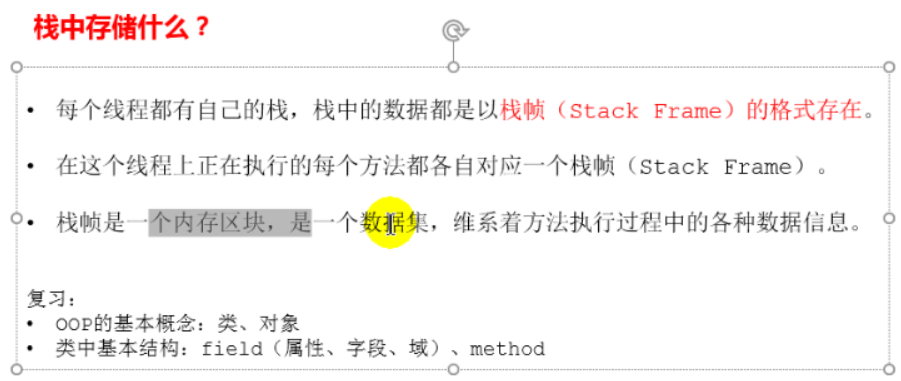 栈中存储什么？
• 每个线程都有自己的栈，栈中的数据都是以栈帧（Stack Frame）的格式存在。
• 在这个线程上正在执行的每个方法都各自对应一个栈帧（Stack Frame）。
• 栈帧是一个内存区块，是一个数据集，维系着方法执行过程中的各种数据信息。
复习：
• OOP的基本概念：类、对象
• 类中基本结构：field（属性、字段、域）、method